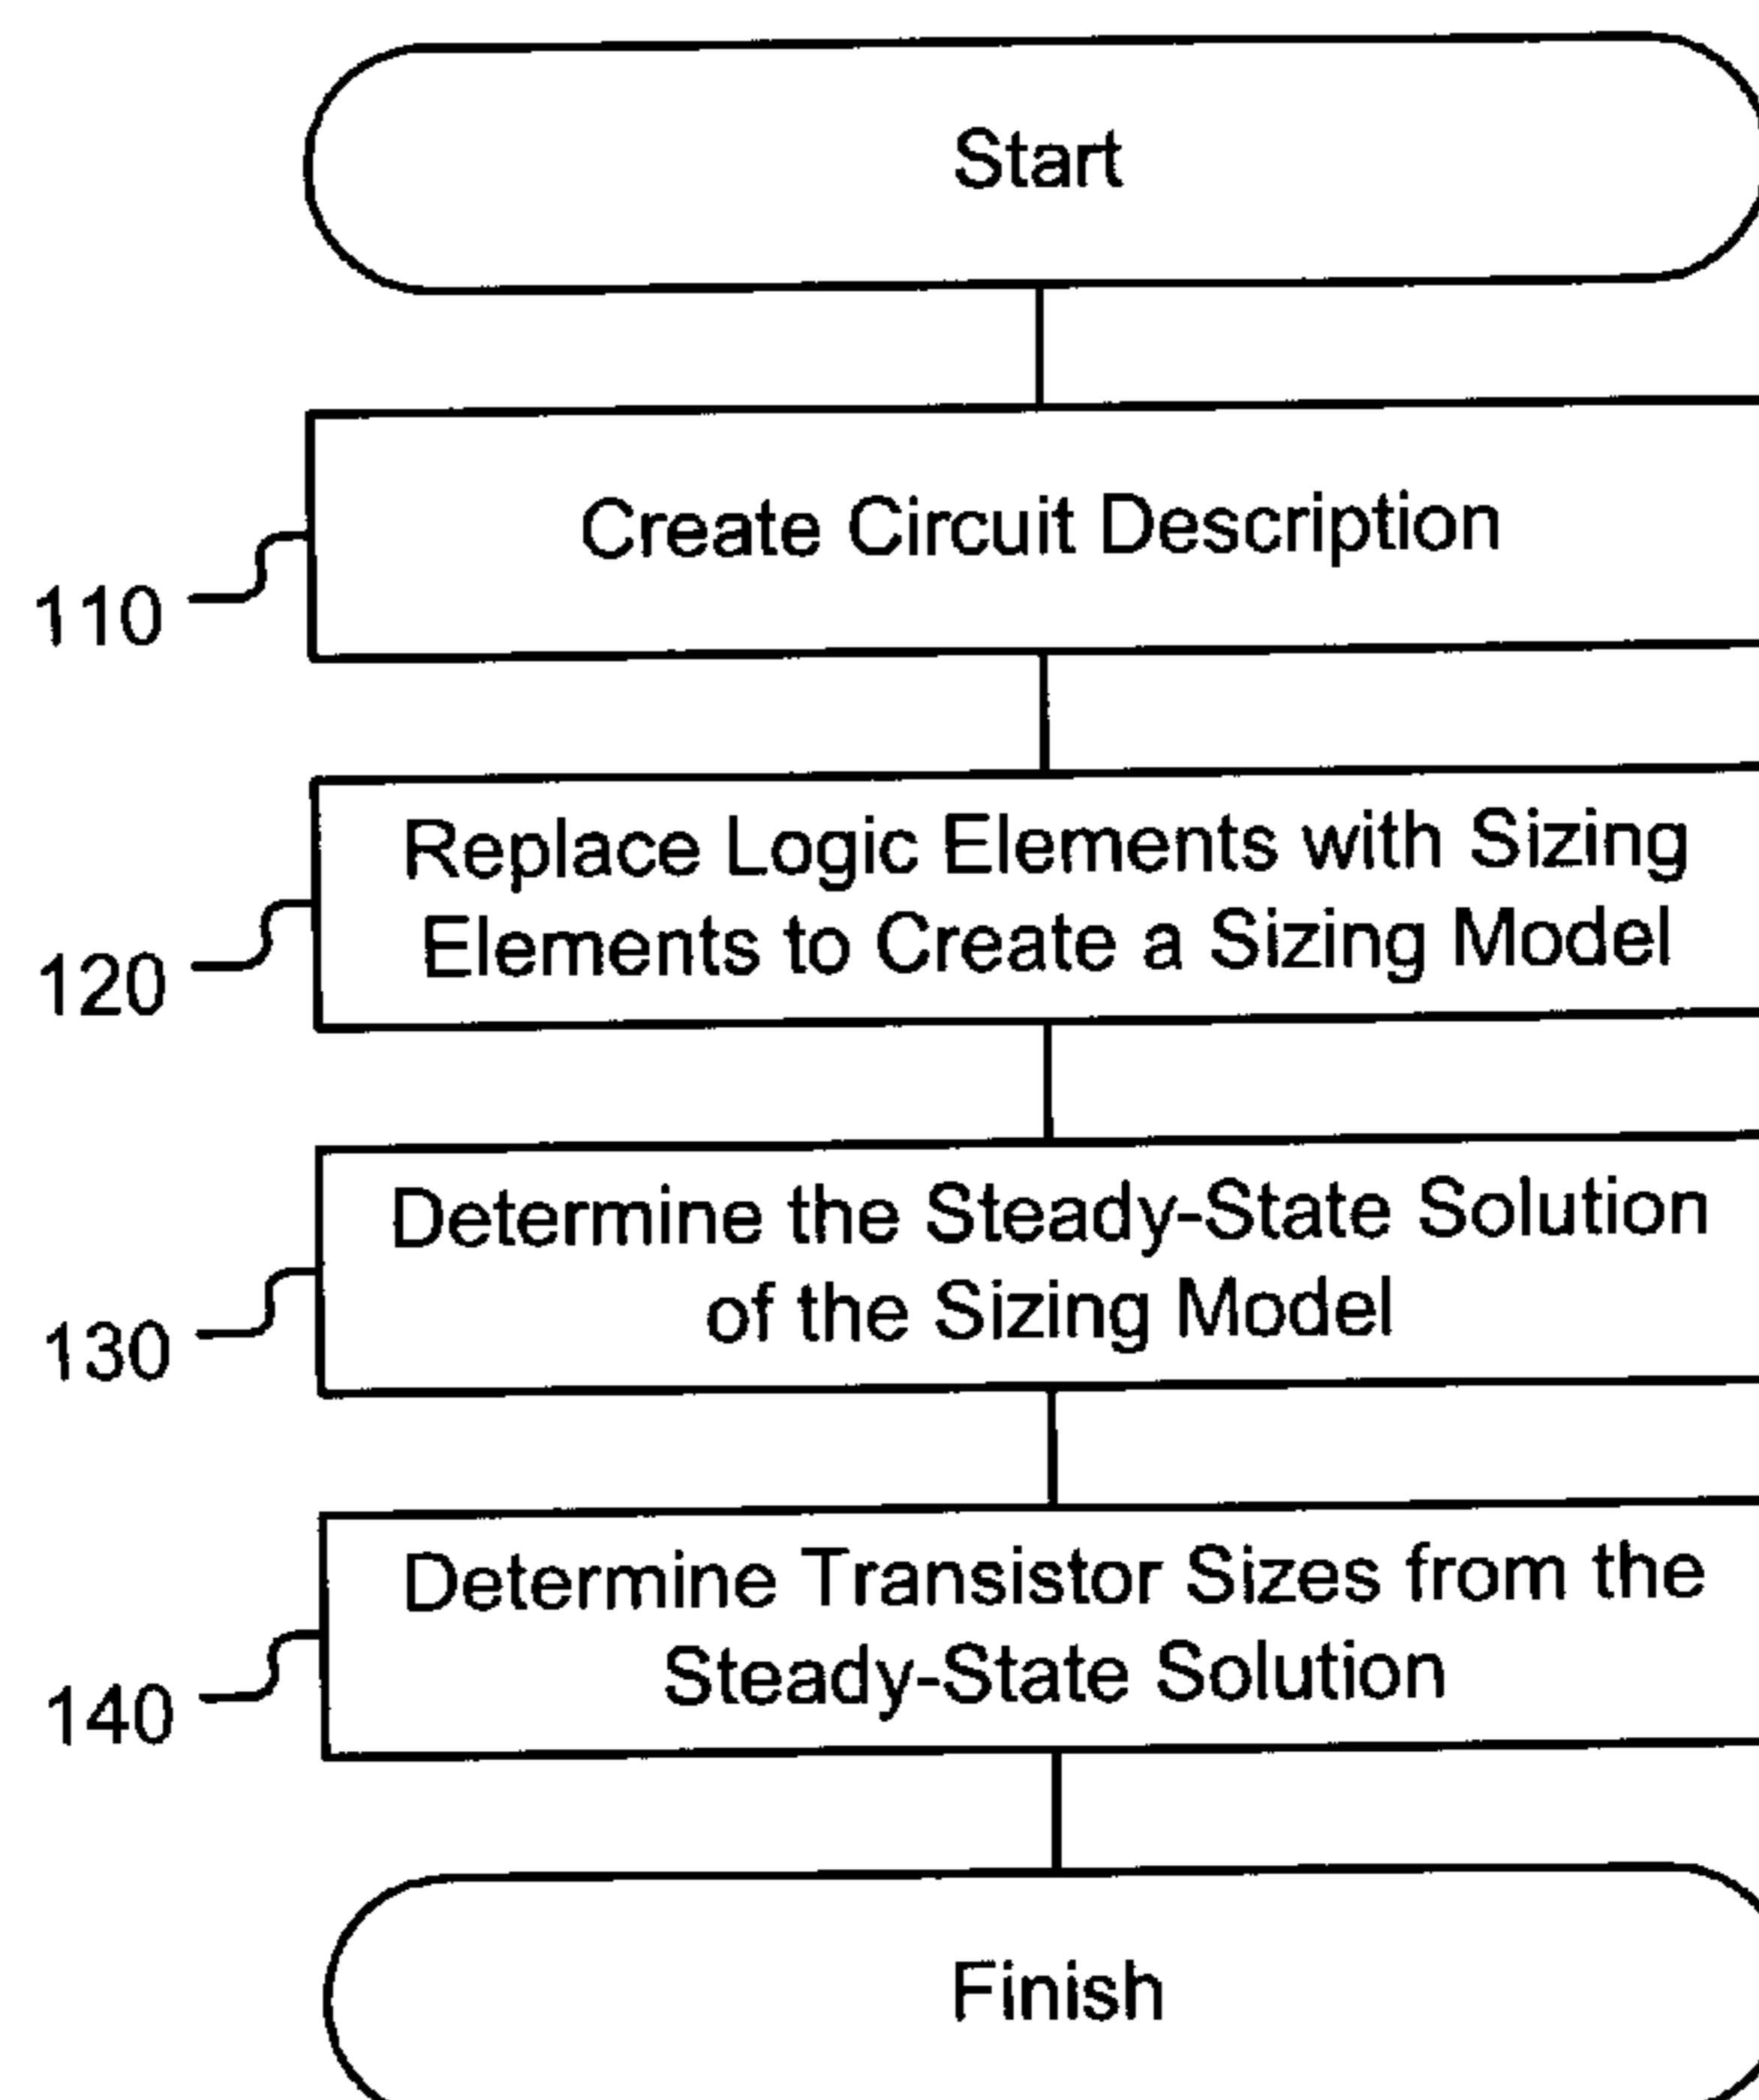 Start
Create Circuit Description
110
Replace Logic Elements with Sizing
Elements to Create a Sizing Model
120
Determine the Steady-State Solution
of the Sizing Model
130
Determine Transistor Sizes from the
Steady-State Solution
140
Finish